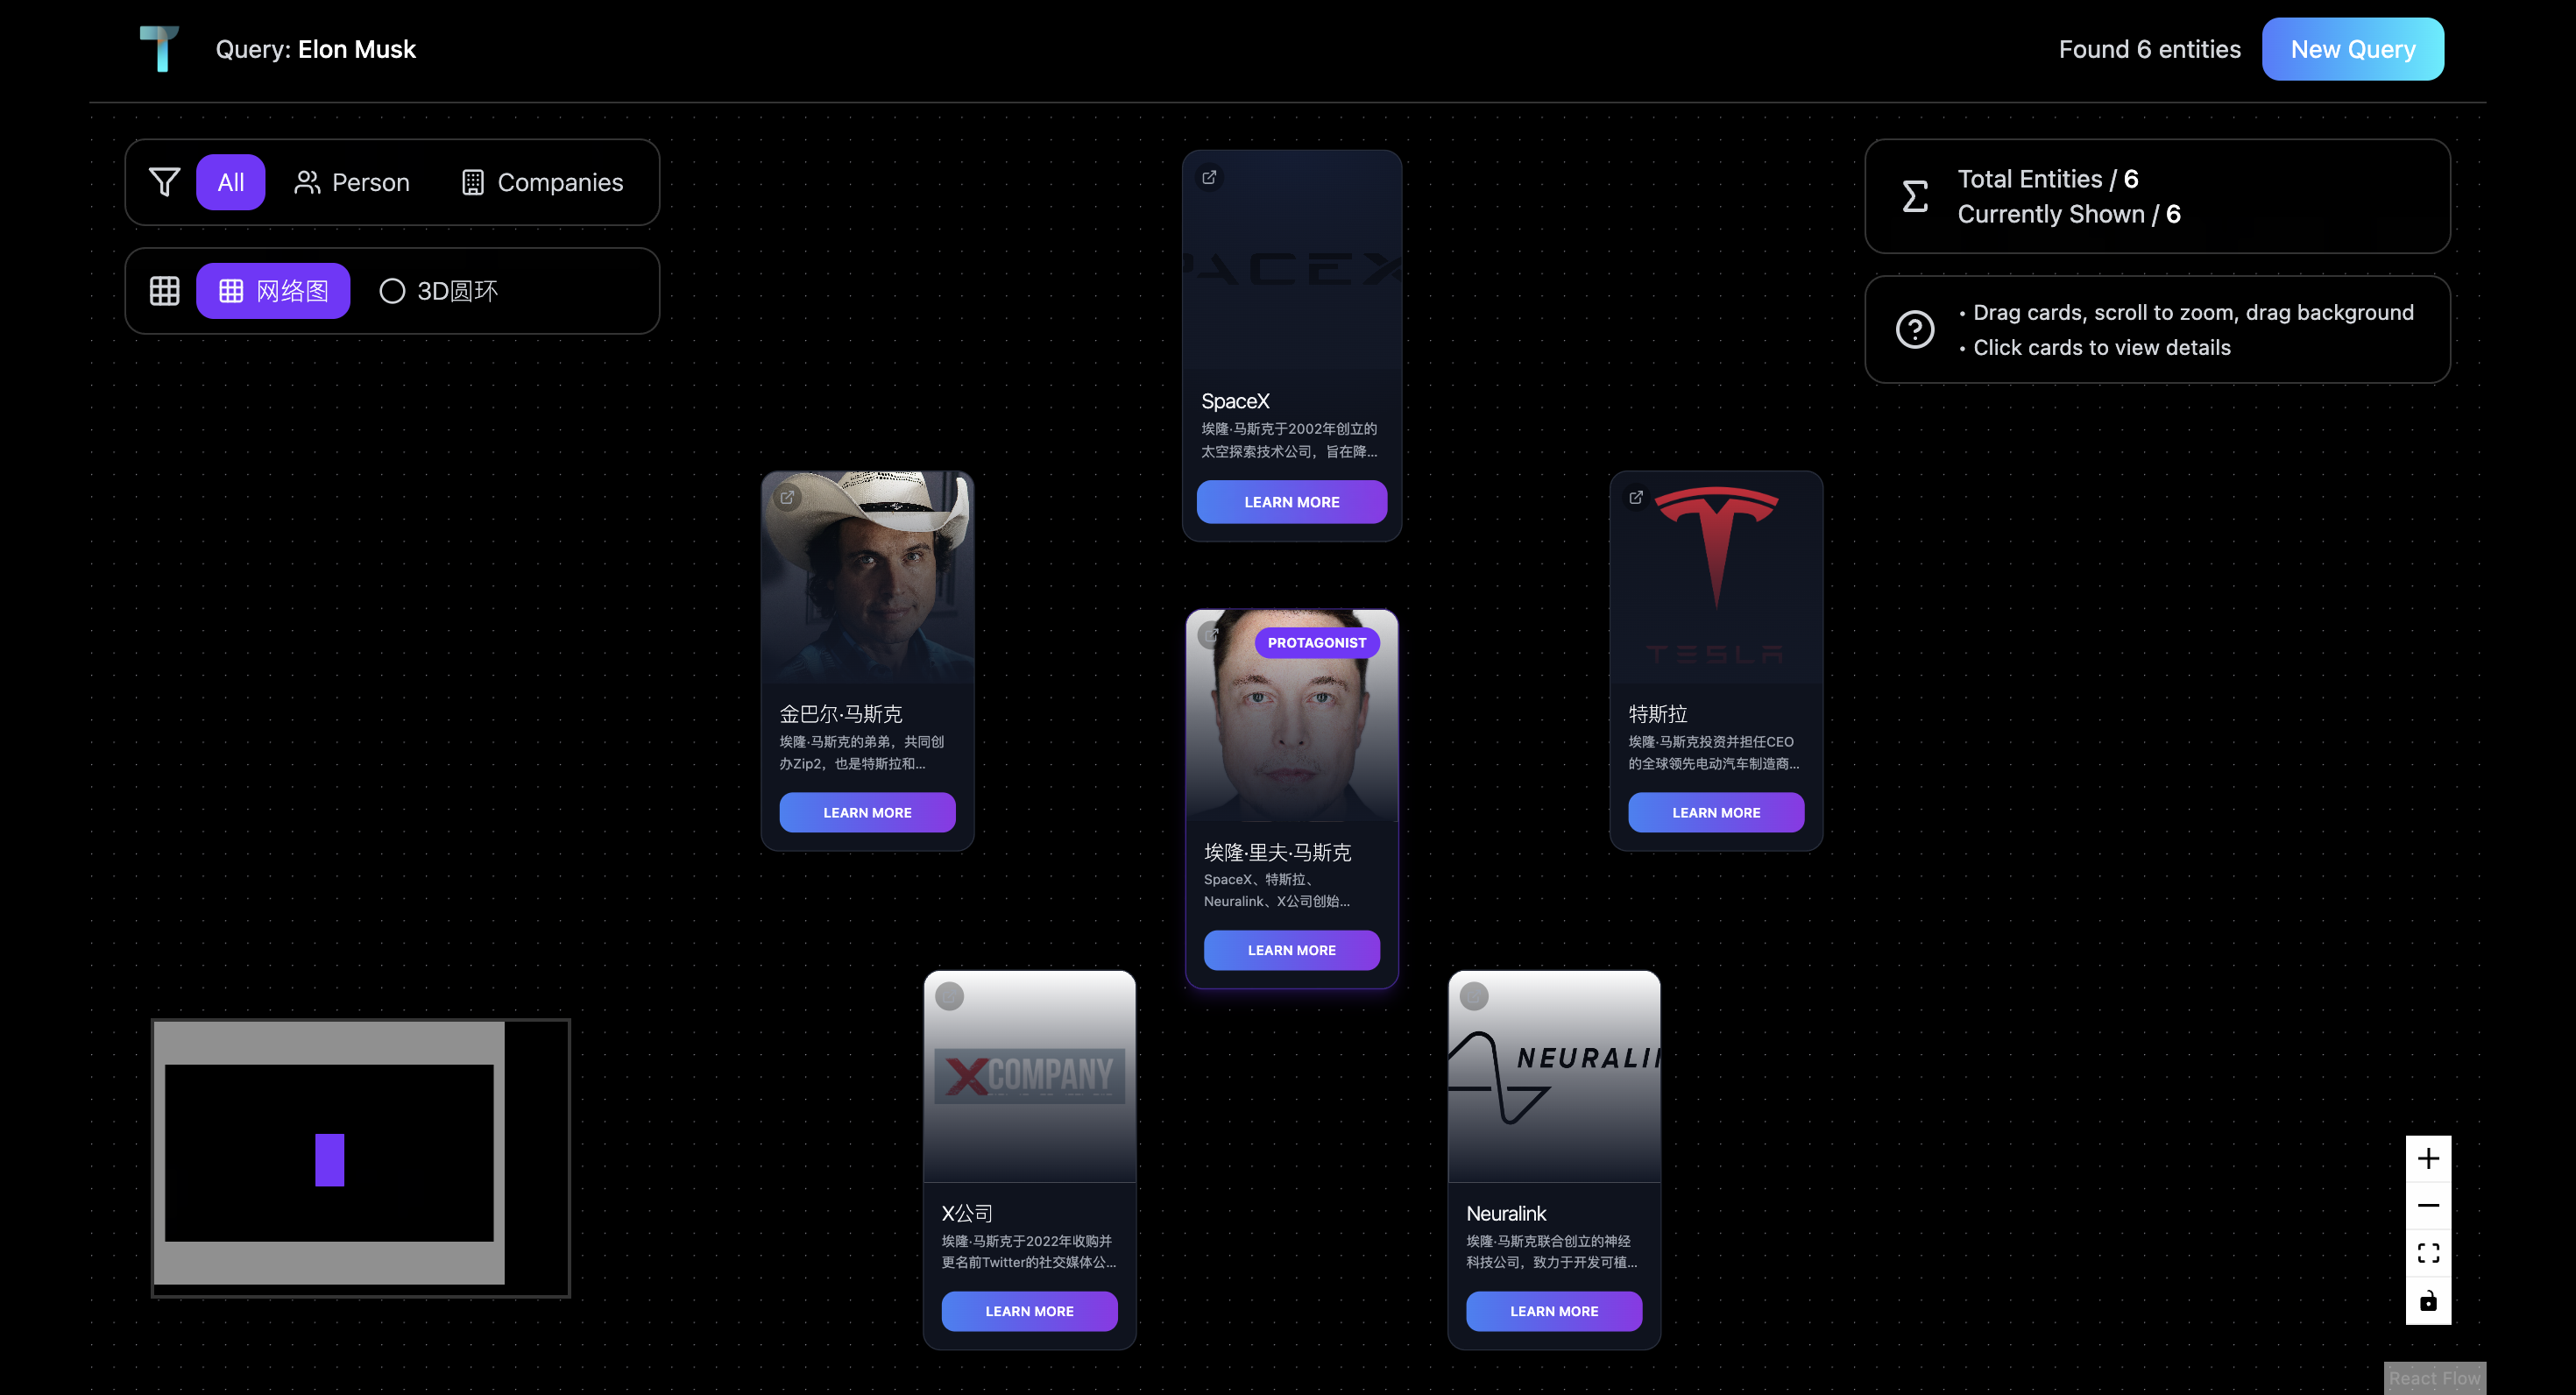 Query: Elon Musk
Found 6 entities
New Query
All
Person
Companies
网络图
3D圆环
Total Entities / 6
Currently Shown / 6
• Drag cards, scroll to zoom, drag background
• Click cards to view details
PACEX
SpaceX
埃隆·马斯克于2002年创立的
太空探索技术公司，旨在降...
LEARN MORE
金巴尔·马斯克
埃隆·马斯克的弟弟，共同创
办Zip2，也是特斯拉和...
LEARN MORE
PROTAGONIST
埃隆·里夫·马斯克
SpaceX、特斯拉、
Neuralink、X公司创始...
LEARN MORE
TESLA
特斯拉
埃隆·马斯克投资并担任CEO
的全球领先电动汽车制造商...
LEARN MORE
XCOMPANY
X公司
埃隆·马斯克于2022年收购并
更名前Twitter的社交媒体公...
LEARN MORE
NEURALIN
Neuralink
埃隆·马斯克联合创立的神经
科技公司，致力于开发可植...
LEARN MORE
React Flow